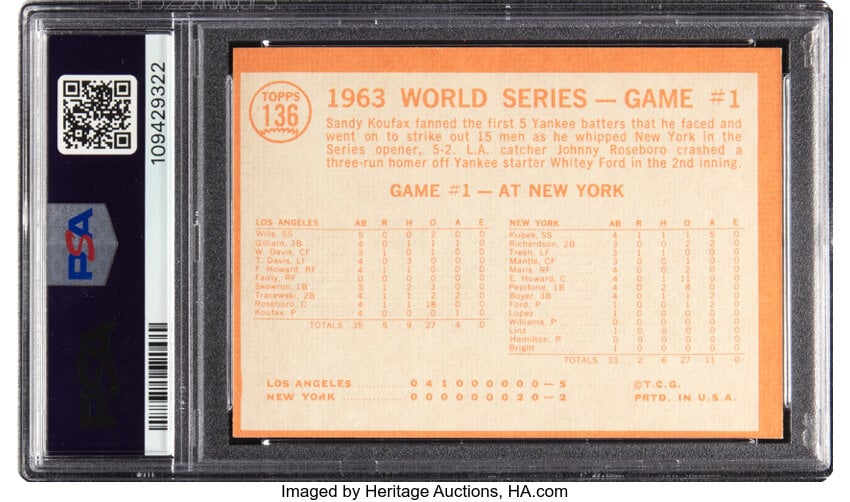 PSA
109429322
PSA
TOPPS
136
1963 WORLD SERIES — GAME #1
Sandy Koufax fanned the first 5 Yankee batters that he faced and
went on to strike out 15 men as he whipped New York in the
Series opener, 5-2. L.A. catcher Johnny Roseboro crashed a
three-run homer off Yankee starter Whitey Ford in the 2nd inning.
GAME #1 — AT NEW YORK
LOS ANGELES AB R H O A E
Wills, SS 5 0 0 2 0 0
Gilliam, 3B 4 0 1 1 1 0
W. Davis, CF 3 1 0 1 0 0
T. Davis, LF 4 0 3 0 0 0
F. Howard, RF 4 1 1 0 0 0
Fairly, RF 0 0 0 0 0 0
Skowron, 1B 3 1 2 3 0 0
Tracewski, 2B 4 1 1 2 2 0
Roseboro, C 4 1 1 18 0 0
Koufax, P 4 0 0 0 1 0
TOTALS 35 5 9 27 4 0
NEW YORK AB R H O A E
Kubek, SS 4 1 1 1 5 0
Richardson, 2B 3 0 0 2 2 0
Tresh, LF 3 1 1 0 0 0
Mantle, CF 3 0 0 0
Maris, RF 4 0 0 2 0 0
E. Howard, C 4 0 1 11 0 0
Pepitone, 1B 4 0 2 8 0 0
Boyer, 3B 4 0 1
Ford, P 1 0 0 1
Lopez 1 0 0 0 0 0
Williams, P 0 0 0 0 0 0
Linz 1 0 0 0 0 0
Hamilton, P 0 0 0 0 0 0
Bright 1 0 0 0 0 0
TOTALS 33 2 6 27 11 0
LOS ANGELES 0 4 1 0 0 0 0 0 0 — 5
NEW YORK 0 0 0 0 0 0 0 2 0 — 2
©T.C.G.
PRTD. IN U.S.A.
Imaged by Heritage Auctions, HA.com